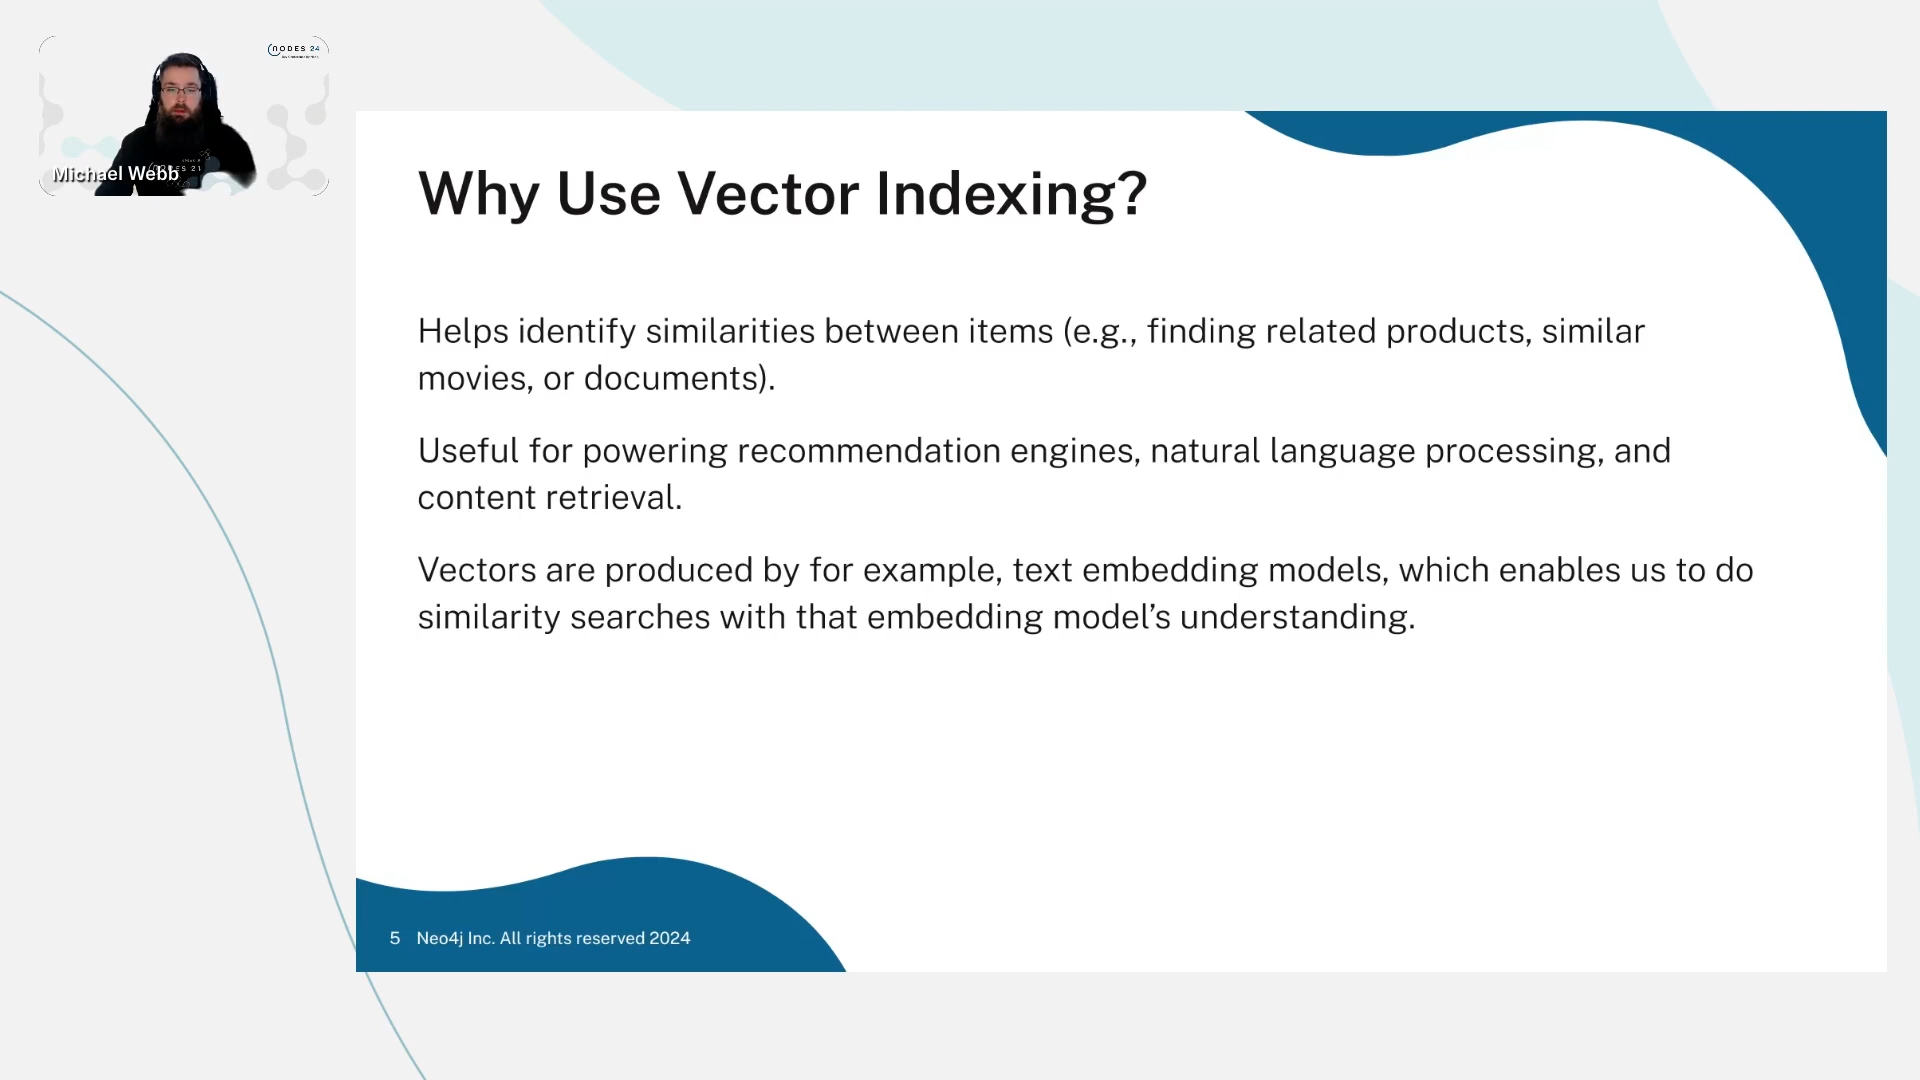 NODES 24
Michael Webb
Why Use Vector Indexing?
Helps identify similarities between items (e.g., finding related products, similar
movies, or documents).
Useful for powering recommendation engines, natural language processing, and
content retrieval.
Vectors are produced by for example, text embedding models, which enables us to do
similarity searches with that embedding model’s understanding.
5 Neo4j Inc. All rights reserved 2024